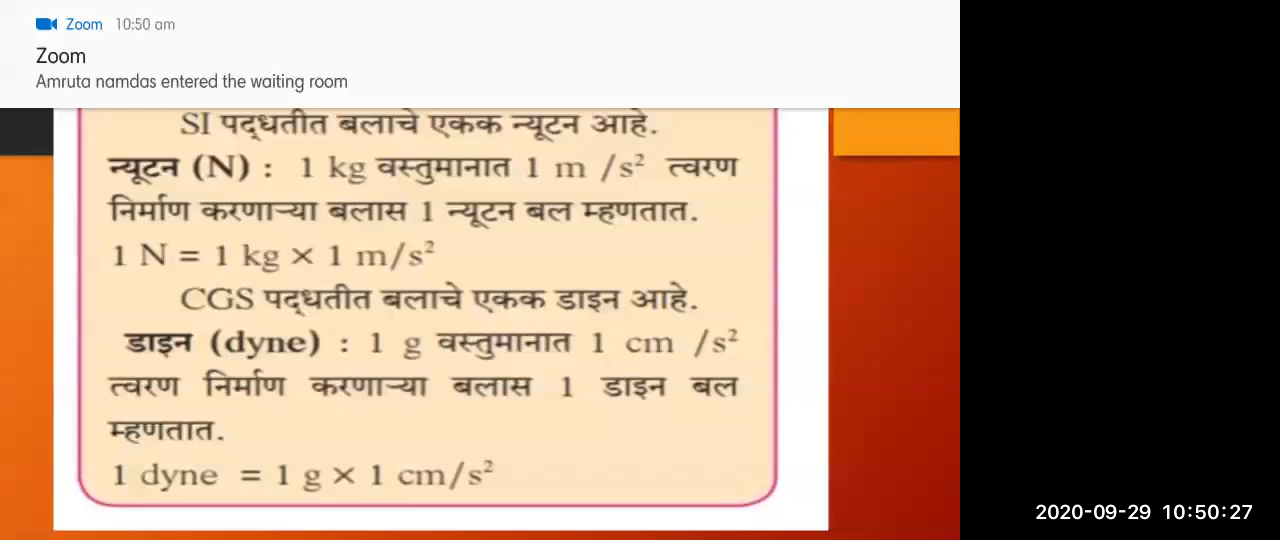 Zoom 10:50 am
Zoom
Amruta namdas entered the waiting room
SI पद्धतीत बलाचे एकक न्यूटन आहे.
न्यूटन (N) : 1 kg वस्तुमानात 1 m /s² त्वरण
निर्माण करणाऱ्या बलास 1 न्यूटन बल म्हणतात.
1 N = 1 kg × 1 m/s²
CGS पद्धतीत बलाचे एकक डाइन आहे.
डाइन (dyne) : 1 g वस्तुमानात 1 cm /s²
त्वरण निर्माण करणाऱ्या बलास 1 डाइन बल
म्हणतात.
1 dyne = 1 g × 1 cm/s²
2020-09-29 10:50:27